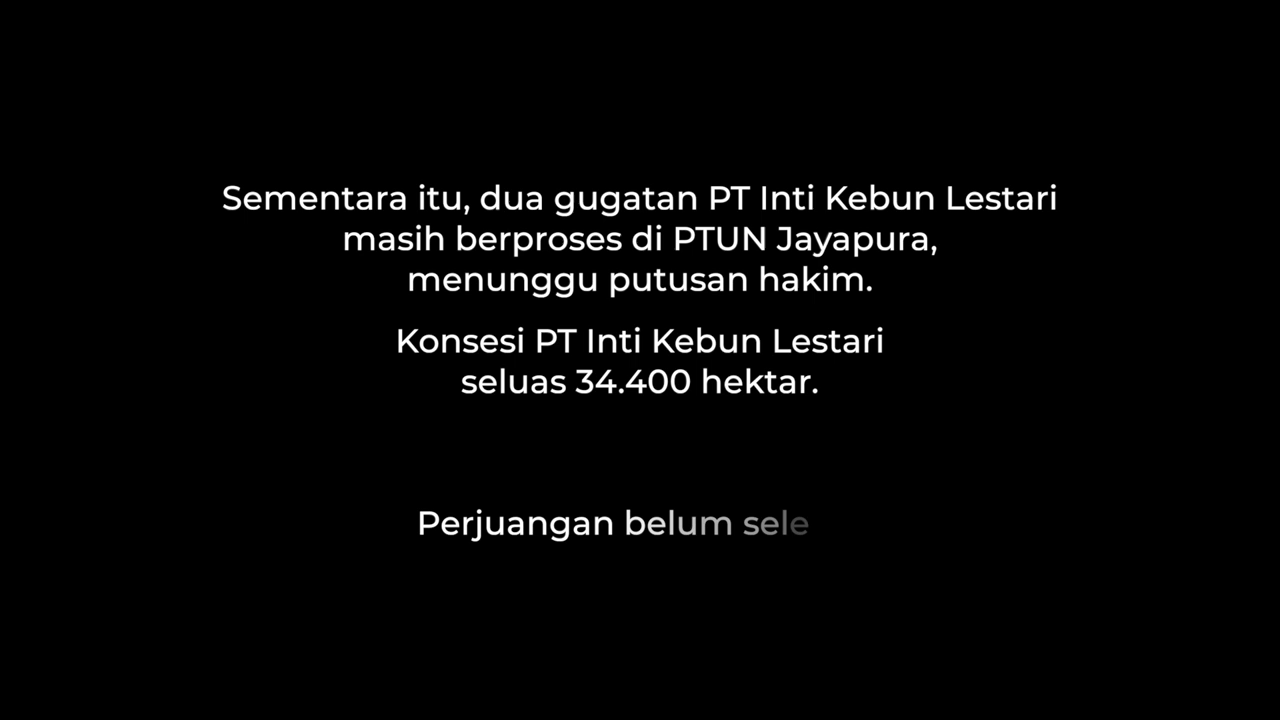 Sementara itu, dua gugatan PT Inti Kebun Lestari
masih berproses di PTUN Jayapura,
menunggu putusan hakim.
Konsesi PT Inti Kebun Lestari
seluas 34.400 hektar.
Perjuangan belum sele